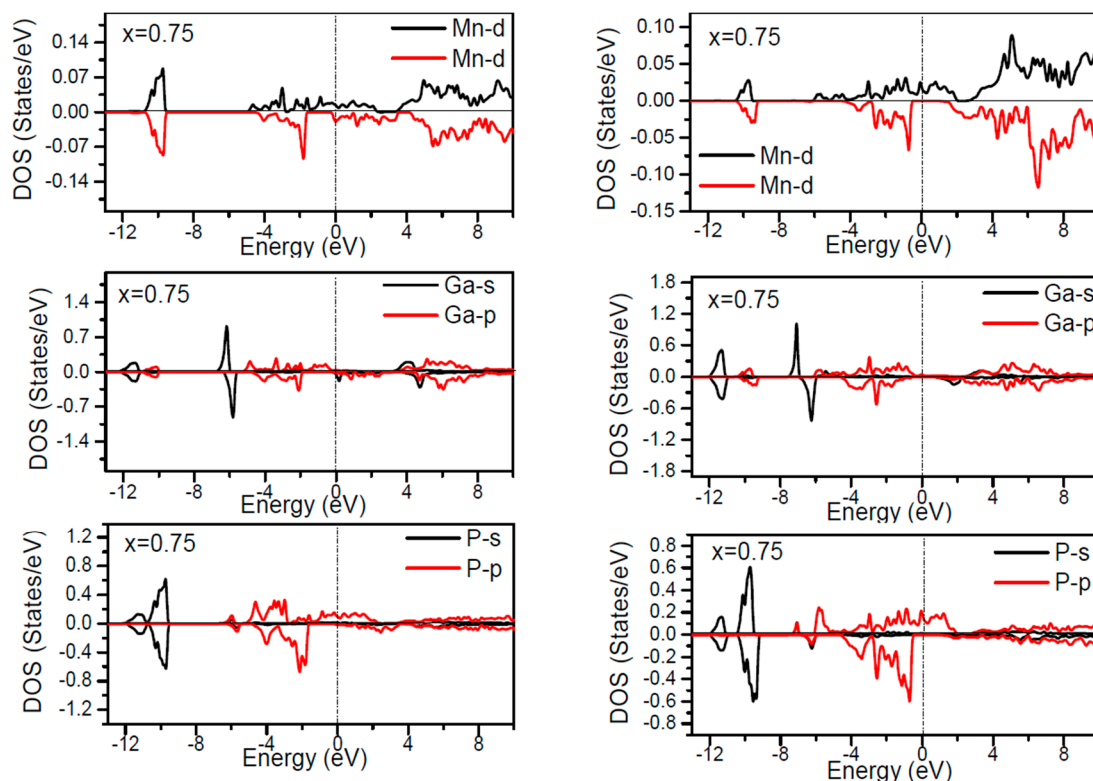 x=0.75
Mn-d
Mn-d
DOS (States/eV)
0.14
0.07
0.00
-0.07
-0.14
-12
-8
-4
0
4
8
Energy (eV)
DOS (States/eV)
0.10
0.05
0.00
-0.05
-0.10
-0.15
Mn-d
Mn-d
-12
-8
-4
0
4
8
Energy (eV)
x=0.75
Ga-s
Ga-p
DOS (States/eV)
1.4
0.7
0.0
-0.7
-1.4
-12
-8
-4
0
4
8
Energy (eV)
x=0.75
Ga-s
Ga-p
DOS (States/eV)
1.8
1.2
0.6
0.0
-0.6
-1.2
-1.8
-12
-8
-4
0
4
8
Energy (eV)
x=0.75
P-s
P-p
DOS (States/eV)
1.2
0.8
0.4
0.0
-0.4
-0.8
-1.2
-12
-8
-4
0
4
8
Energy (eV)
x=0.75
P-s
P-p
DOS (States/eV)
0.8
0.6
0.4
0.2
0.0
-0.2
-0.4
-0.6
-0.8
-12
-8
-4
0
4
8
Energy (eV)